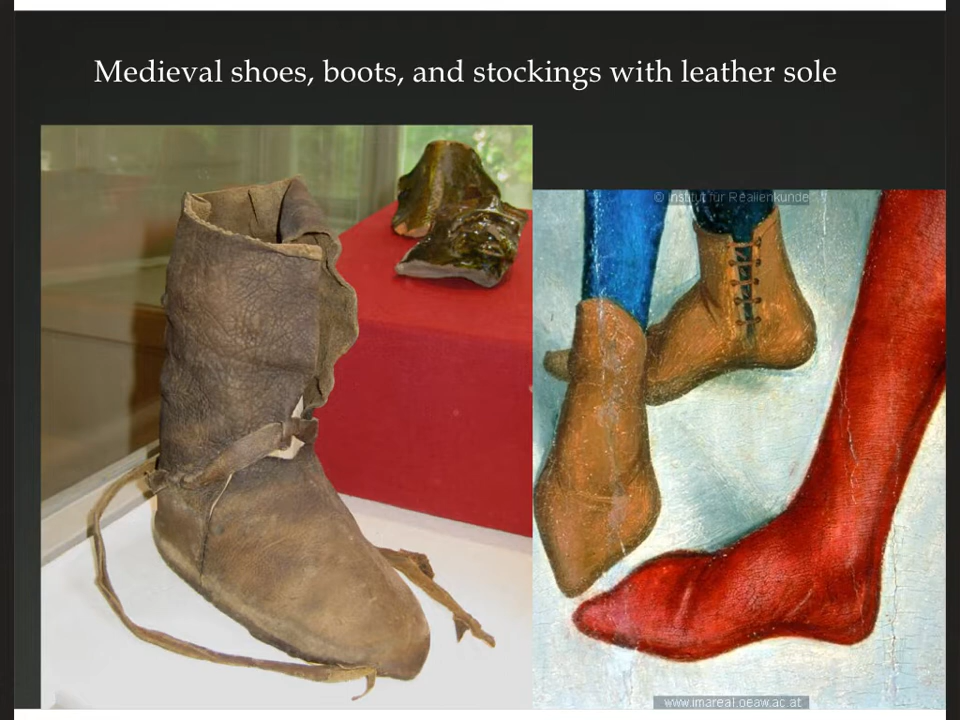 Medieval shoes, boots, and stockings with leather sole
© Institut für Realienkunde
www.imareal.oeaw.ac.at